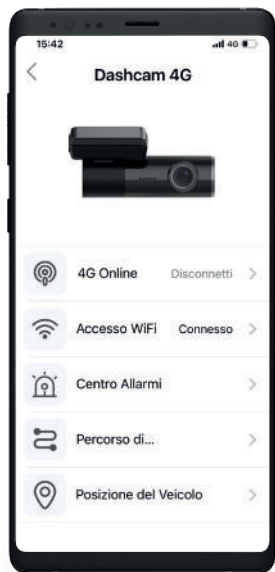 15:42
4G
Dashcam 4G
4G Online Disconnetti
Accesso WiFi Connesso
Centro Allarmi
Percorso di...
Posizione del Veicolo